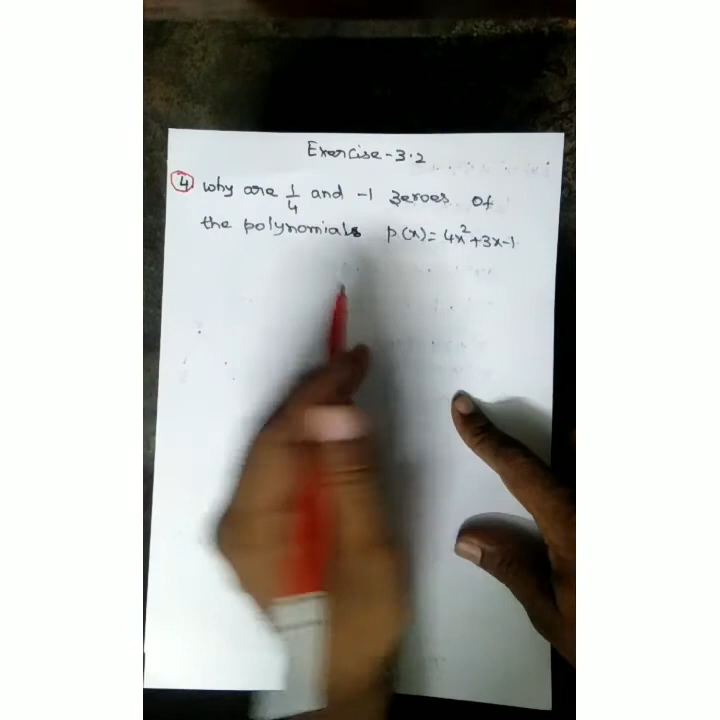 Exercise-3.2
4 Why are 1/4 and -1 zeroes of
the polynomials p(x)= 4x²+3x-1